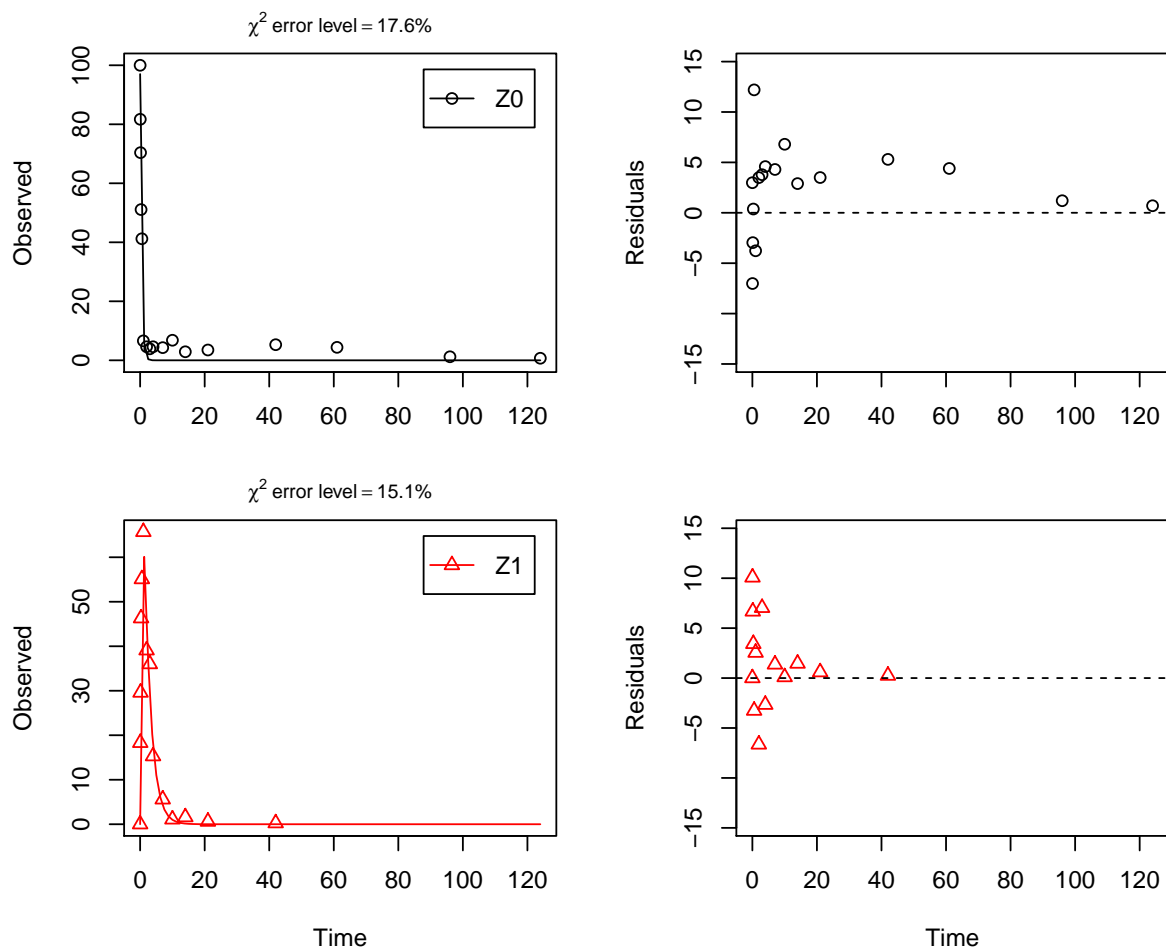 χ² error level = 17.6%
Observed
0 20 40 60 80 100
Z0
0 20 40 60 80 100 120
Residuals
−15 −5 0 5 10 15
0 20 40 60 80 100 120
χ² error level = 15.1%
Observed
0 10 30 50
Z1
0 20 40 60 80 100 120
Time
Residuals
−15 −5 0 5 10 15
0 20 40 60 80 100 120
Time